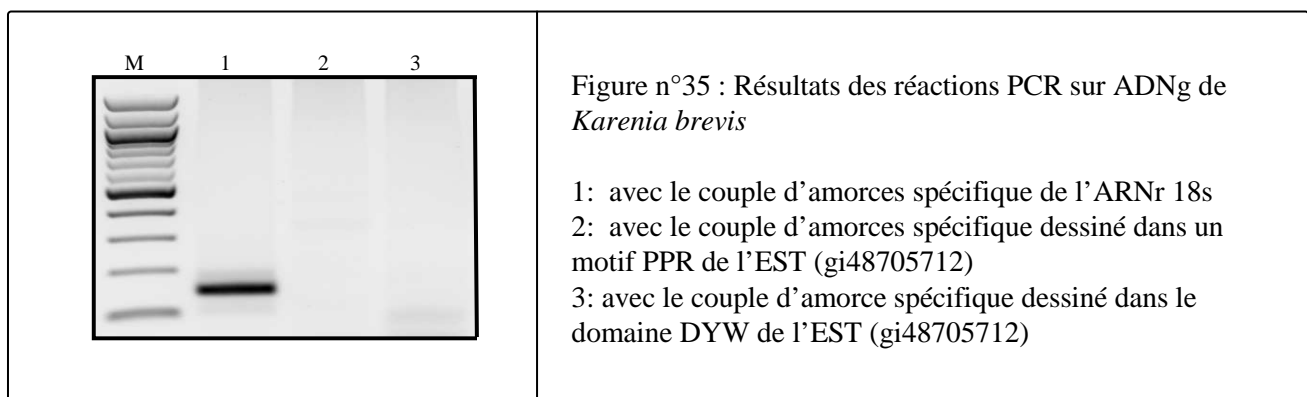 M 1 2 3
Figure n°35 : Résultats des réactions PCR sur ADNg de
Karenia brevis
1: avec le couple d’amorces spécifique de l’ARNr 18s
2: avec le couple d’amorces spécifique dessiné dans un
motif PPR de l’EST (gi48705712)
3: avec le couple d’amorce spécifique dessiné dans le
domaine DYW de l’EST (gi48705712)